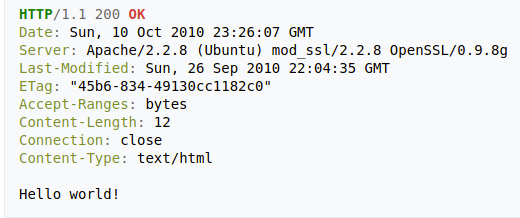 HTTP/1.1 200 OK
Date: Sun, 10 Oct 2010 23:26:07 GMT
Server: Apache/2.2.8 (Ubuntu) mod_ssl/2.2.8 OpenSSL/0.9.8g
Last-Modified: Sun, 26 Sep 2010 22:04:35 GMT
ETag: "45b6-834-49130cc1182c0"
Accept-Ranges: bytes
Content-Length: 12
Connection: close
Content-Type: text/html

Hello world!